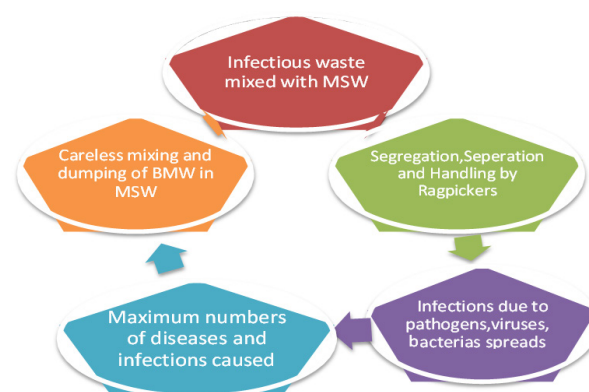 Infectious waste
mixed with MSW
Segregation,Seperation
and Handling by
Ragpickers
Infections due to
pathogens,viruses,
bacterias spreads
Maximum numbers
of diseases and
infections caused
Careless mixing and
dumping of BMW in
MSW